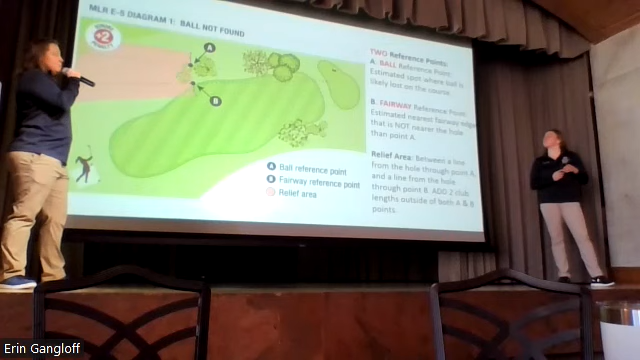 MLR E-5 DIAGRAM 1: BALL NOT FOUND
+2
A
B
A Ball reference point
B Fairway reference point
Relief area
TWO Reference Points:
A. BALL Reference Point:
Estimated spot where ball is
likely lost on the course.
B. FAIRWAY Reference Point:
Estimated nearest fairway edge
that is NOT nearer the hole
than point A.
Relief Area: Between a line
from the hole through point A,
and a line from the hole
through point B. ADD 2 club
lengths outside of both A & B
points.
Erin Gangloff